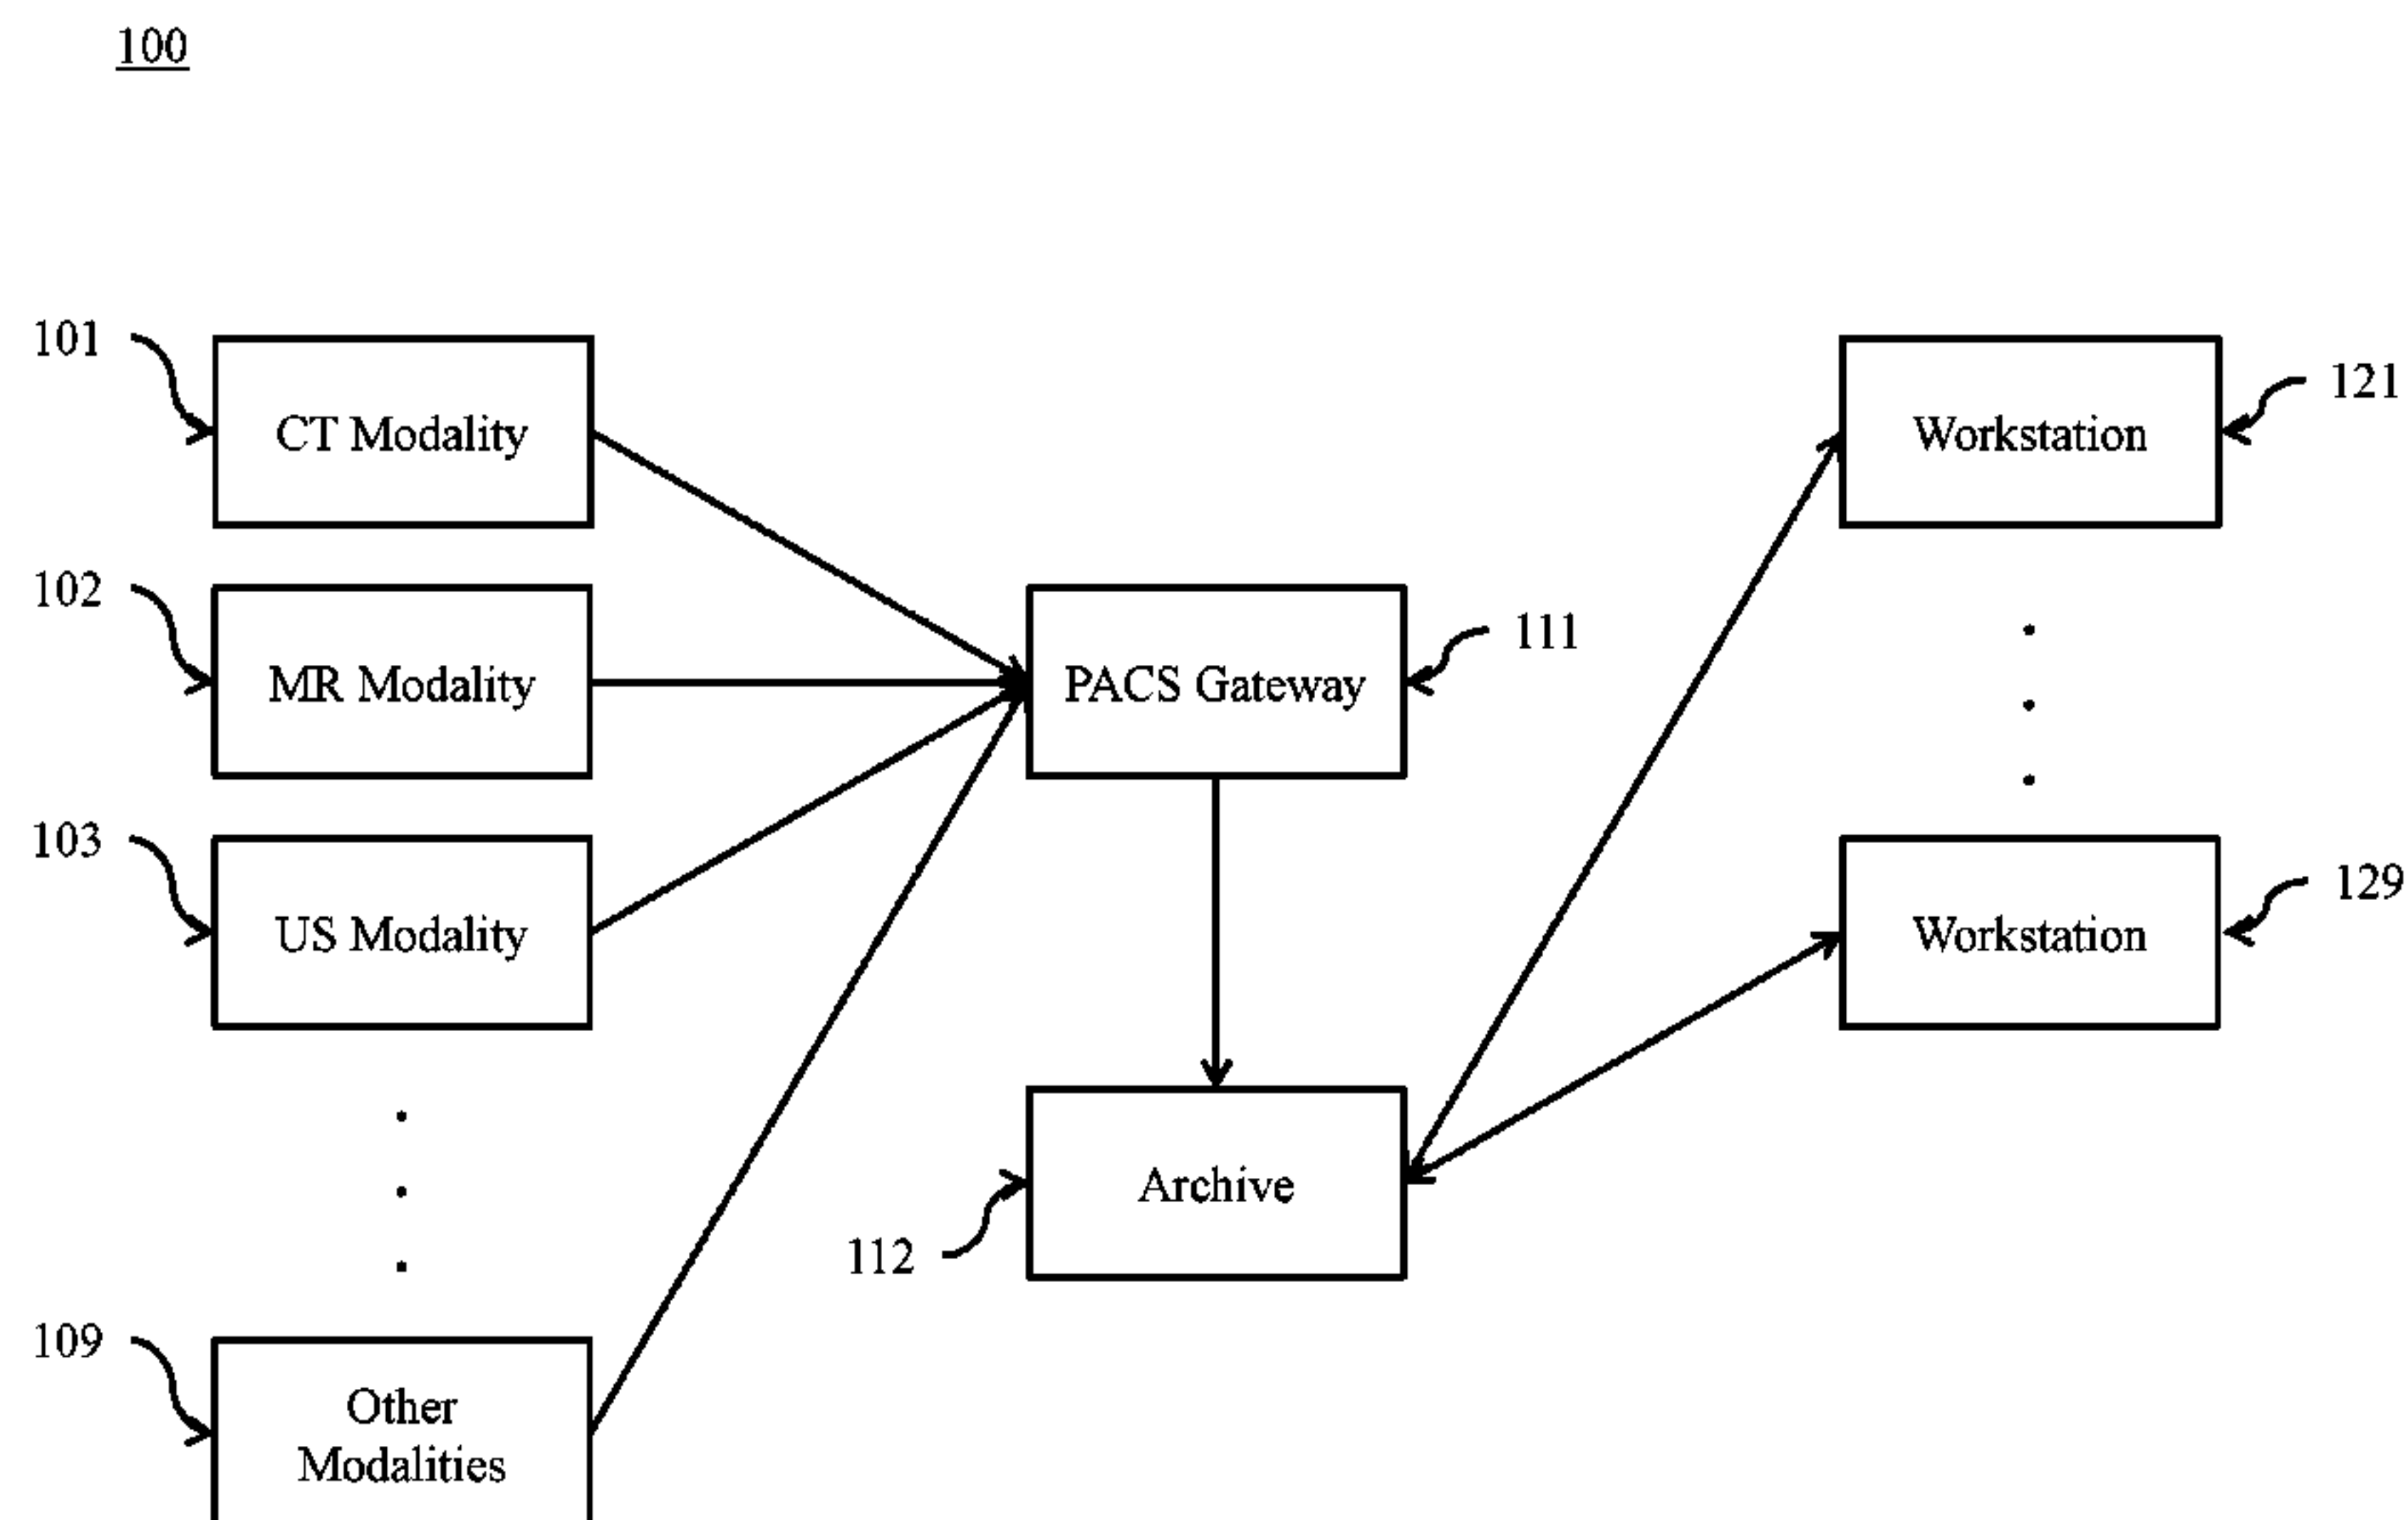 100
101
CT Modality
Workstation
121
102
MR Modality
PACS Gateway
111
103
US Modality
Workstation
129
Archive
112
109
Other
Modalities